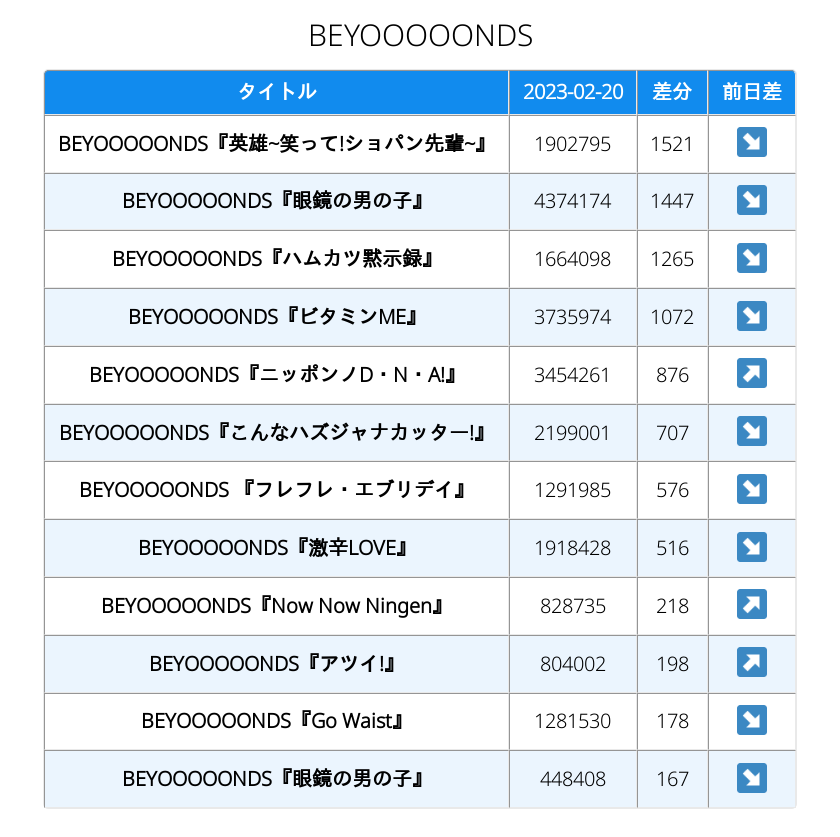 BEYOOOOONDS
タイトル 2023-02-20 差分 前日差
BEYOOOOONDS『英雄~笑って!ショパン先輩~』 1902795 1521 ↘
BEYOOOOONDS『眼鏡の男の子』 4374174 1447 ↘
BEYOOOOONDS『ハムカツ黙示録』 1664098 1265 ↘
BEYOOOOONDS『ビタミンME』 3735974 1072 ↘
BEYOOOOONDS『ニッポンノD・N・A!』 3454261 876 ↗
BEYOOOOONDS『こんなハズジャナカッター!』 2199001 707 ↘
BEYOOOOONDS 『フレフレ・エブリデイ』 1291985 576 ↘
BEYOOOOONDS『激辛LOVE』 1918428 516 ↘
BEYOOOOONDS『Now Now Ningen』 828735 218 ↗
BEYOOOOONDS『アツイ!』 804002 198 ↗
BEYOOOOONDS『Go Waist』 1281530 178 ↘
BEYOOOOONDS『眼鏡の男の子』 448408 167 ↘